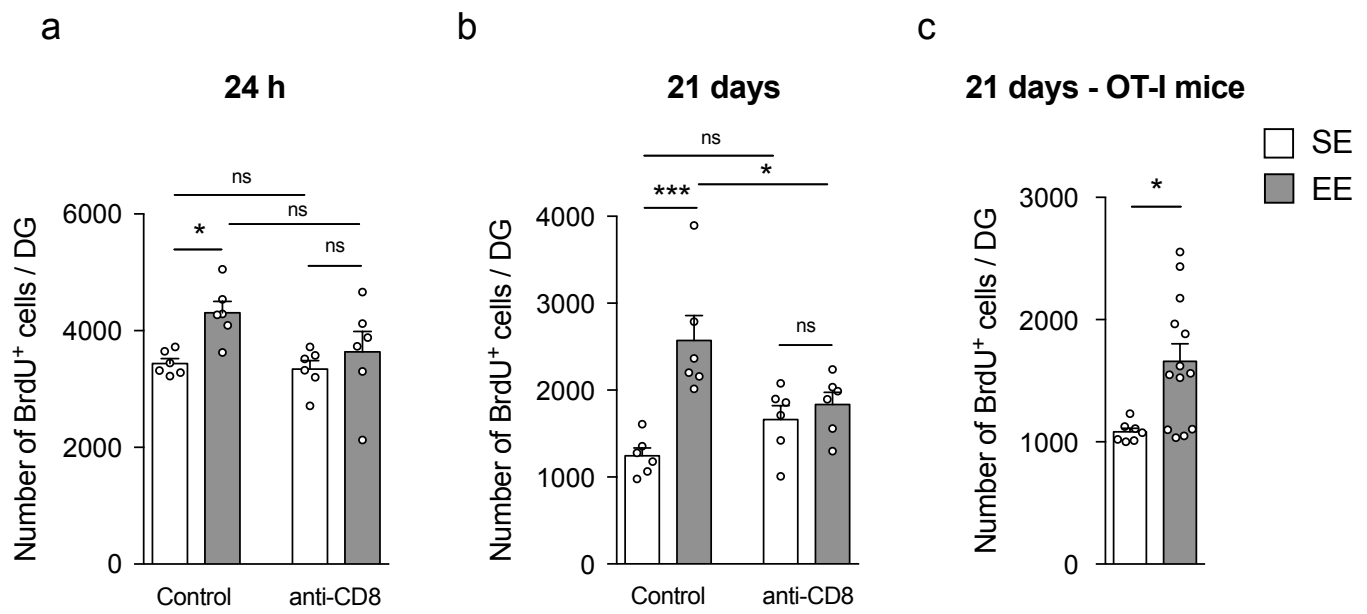 a
24 h
ns
ns
*
ns
Number of BrdU⁺ cells / DG
6000
4000
2000
0
Control
anti-CD8
b
21 days
ns
*
***
ns
Number of BrdU⁺ cells / DG
4000
3000
2000
1000
0
Control
anti-CD8
c
21 days - OT-I mice
*
Number of BrdU⁺ cells / DG
3000
2000
1000
0
SE
EE